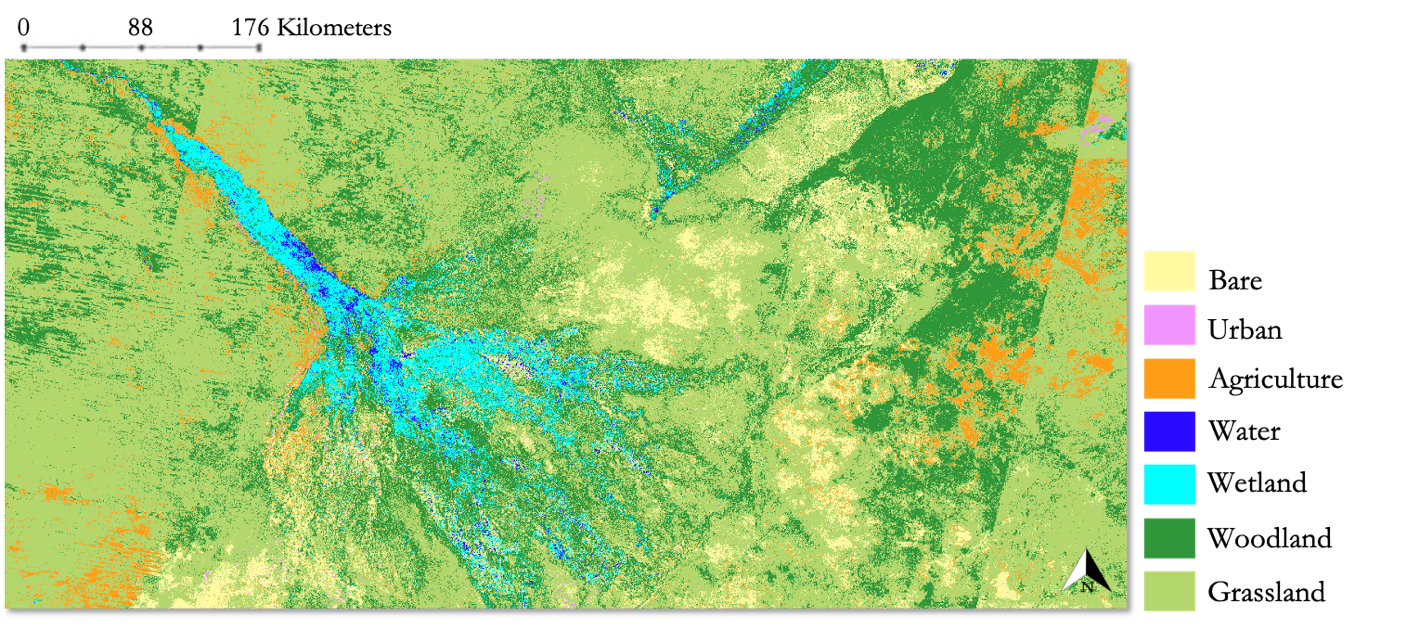 0 88 176 Kilometers
Bare
Urban
Agriculture
Water
Wetland
Woodland
Grassland
N